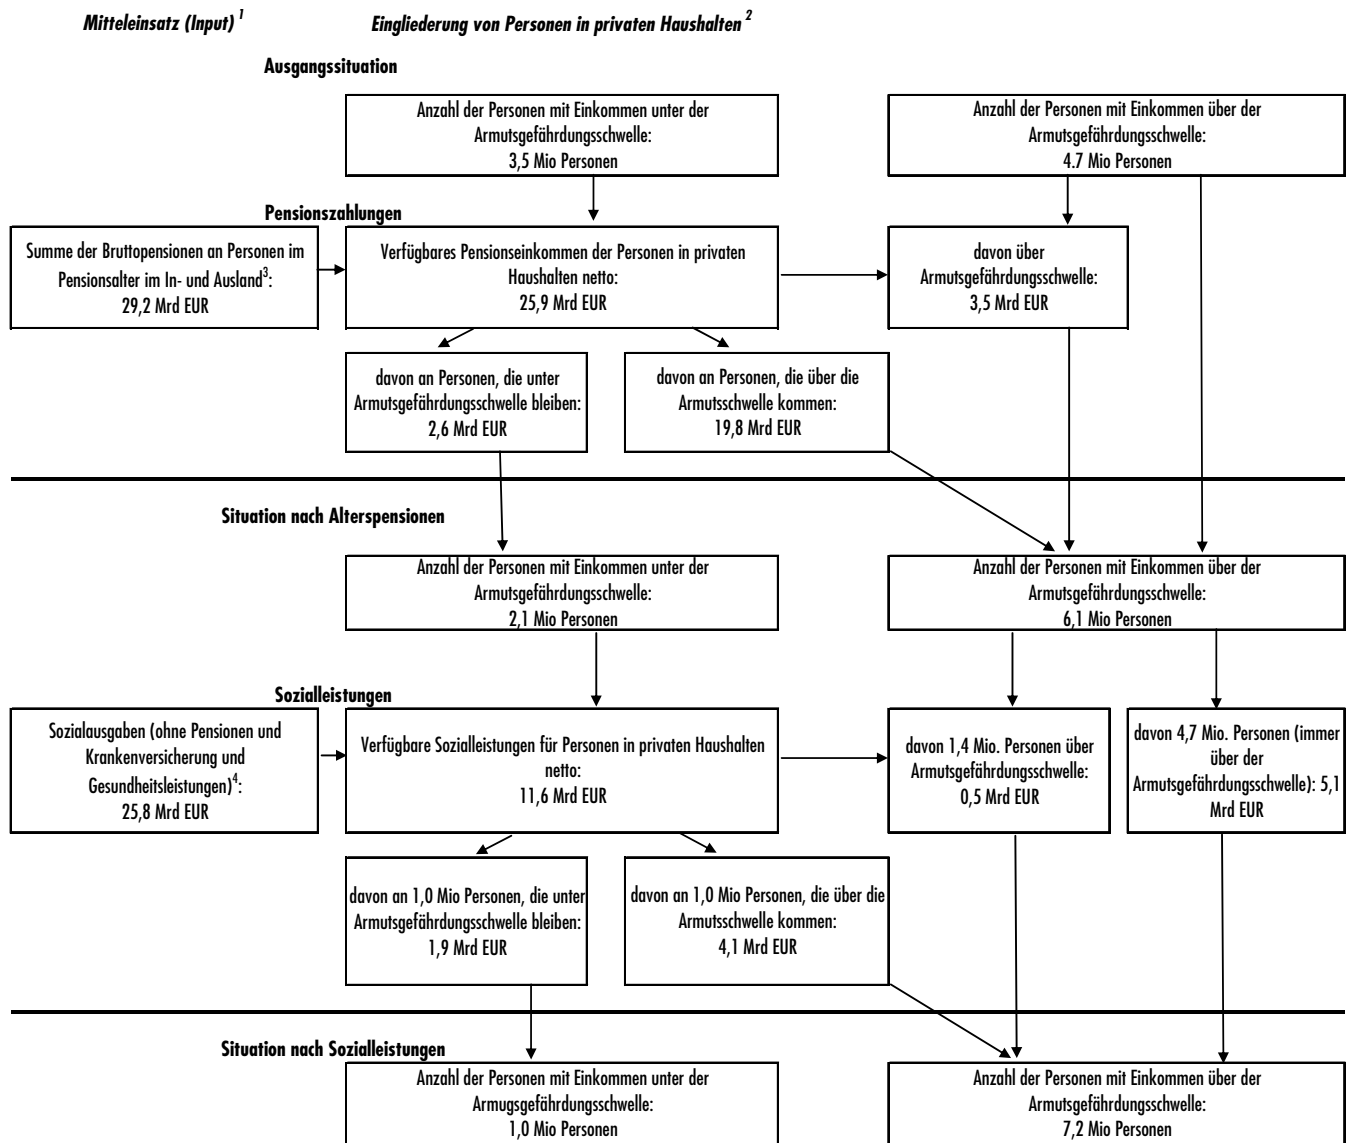 Mitteleinsatz (Input) 1
Eingliederung von Personen in privaten Haushalten 2
Ausgangssituation
Anzahl der Personen mit Einkommen unter der
Armutsgefährdungsschwelle:
3,5 Mio Personen
Anzahl der Personen mit Einkommen über der
Armutsgefährdungsschwelle:
4.7 Mio Personen
Pensionszahlungen
Summe der Bruttopensionen an Personen im
Pensionsalter im In- und Ausland3:
29,2 Mrd EUR
Verfügbares Pensionseinkommen der Personen in privaten
Haushalten netto:
25,9 Mrd EUR
davon über
Armutsgefährdungsschwelle:
3,5 Mrd EUR
davon an Personen, die unter
Armutsgefährdungsschwelle bleiben:
2,6 Mrd EUR
davon an Personen, die über die
Armutsschwelle kommen:
19,8 Mrd EUR
Situation nach Alterspensionen
Anzahl der Personen mit Einkommen unter der
Armutsgefährdungsschwelle:
2,1 Mio Personen
Anzahl der Personen mit Einkommen über der
Armutsgefährdungsschwelle:
6,1 Mio Personen
Sozialleistungen
Sozialausgaben (ohne Pensionen und
Krankenversicherung und
Gesundheitsleistungen)4:
25,8 Mrd EUR
Verfügbare Sozialleistungen für Personen in privaten Haushalten
netto:
11,6 Mrd EUR
davon 1,4 Mio. Personen über
Armutsgefährdungsschwelle:
0,5 Mrd EUR
davon 4,7 Mio. Personen (immer
über der
Armutsgefährdungsschwelle): 5,1
Mrd EUR
davon an 1,0 Mio Personen, die unter
Armutsgefährdungsschwelle bleiben:
1,9 Mrd EUR
davon an 1,0 Mio Personen, die über die
Armutsschwelle kommen:
4,1 Mrd EUR
Situation nach Sozialleistungen
Anzahl der Personen mit Einkommen unter der
Armugsgefährdungsschwelle:
1,0 Mio Personen
Anzahl der Personen mit Einkommen über der
Armutsgefährdungsschwelle:
7,2 Mio Personen